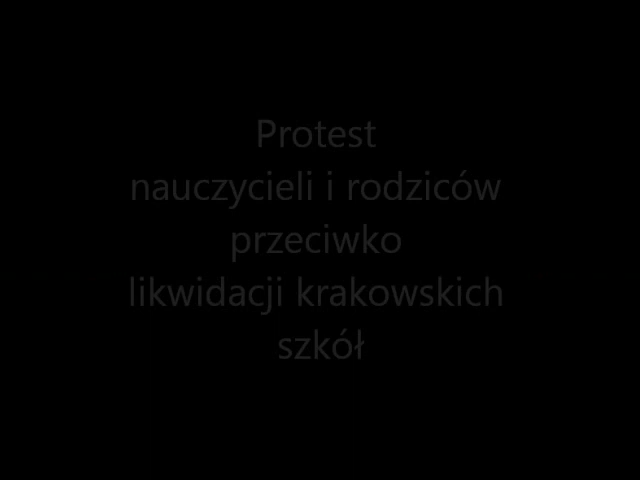 Protest
nauczycieli i rodziców
przeciwko
likwidacji krakowskich
szkół